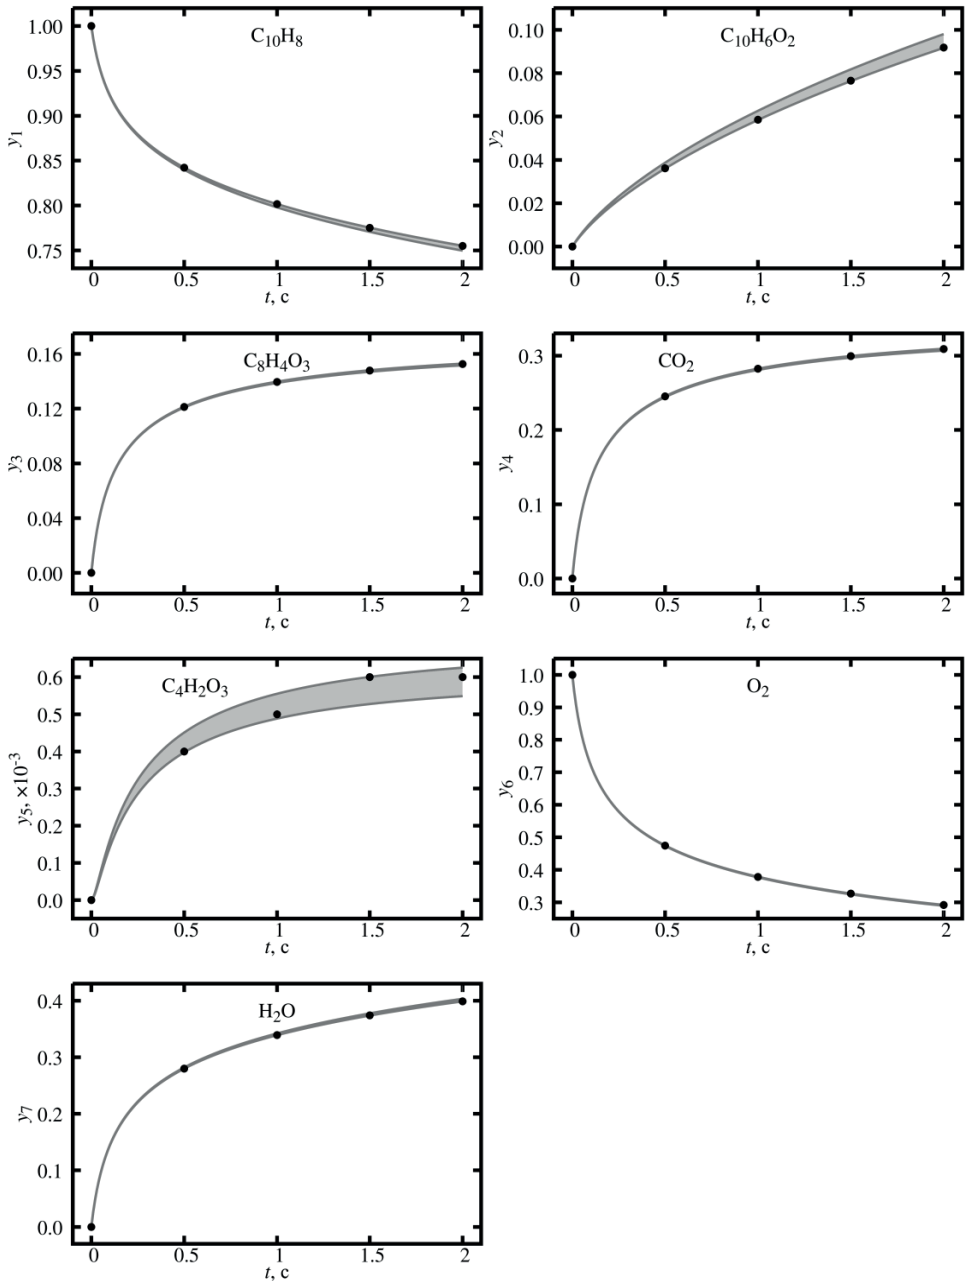 C₁₀H₈
y₁
1.00
0.95
0.90
0.85
0.80
0.75
0 0.5 1 1.5 2
t, c
C₁₀H₆O₂
y₂
0.10
0.08
0.06
0.04
0.02
0.00
0 0.5 1 1.5 2
t, c
C₈H₄O₃
y₃
0.16
0.12
0.08
0.04
0.00
0 0.5 1 1.5 2
t, c
CO₂
y₄
0.3
0.2
0.1
0.0
0 0.5 1 1.5 2
t, c
C₄H₂O₃
y₅, ×10⁻³
0.6
0.5
0.4
0.3
0.2
0.1
0.0
0 0.5 1 1.5 2
t, c
O₂
y₆
1.0
0.9
0.8
0.7
0.6
0.5
0.4
0.3
0 0.5 1 1.5 2
t, c
H₂O
y₇
0.4
0.3
0.2
0.1
0.0
0 0.5 1 1.5 2
t, c